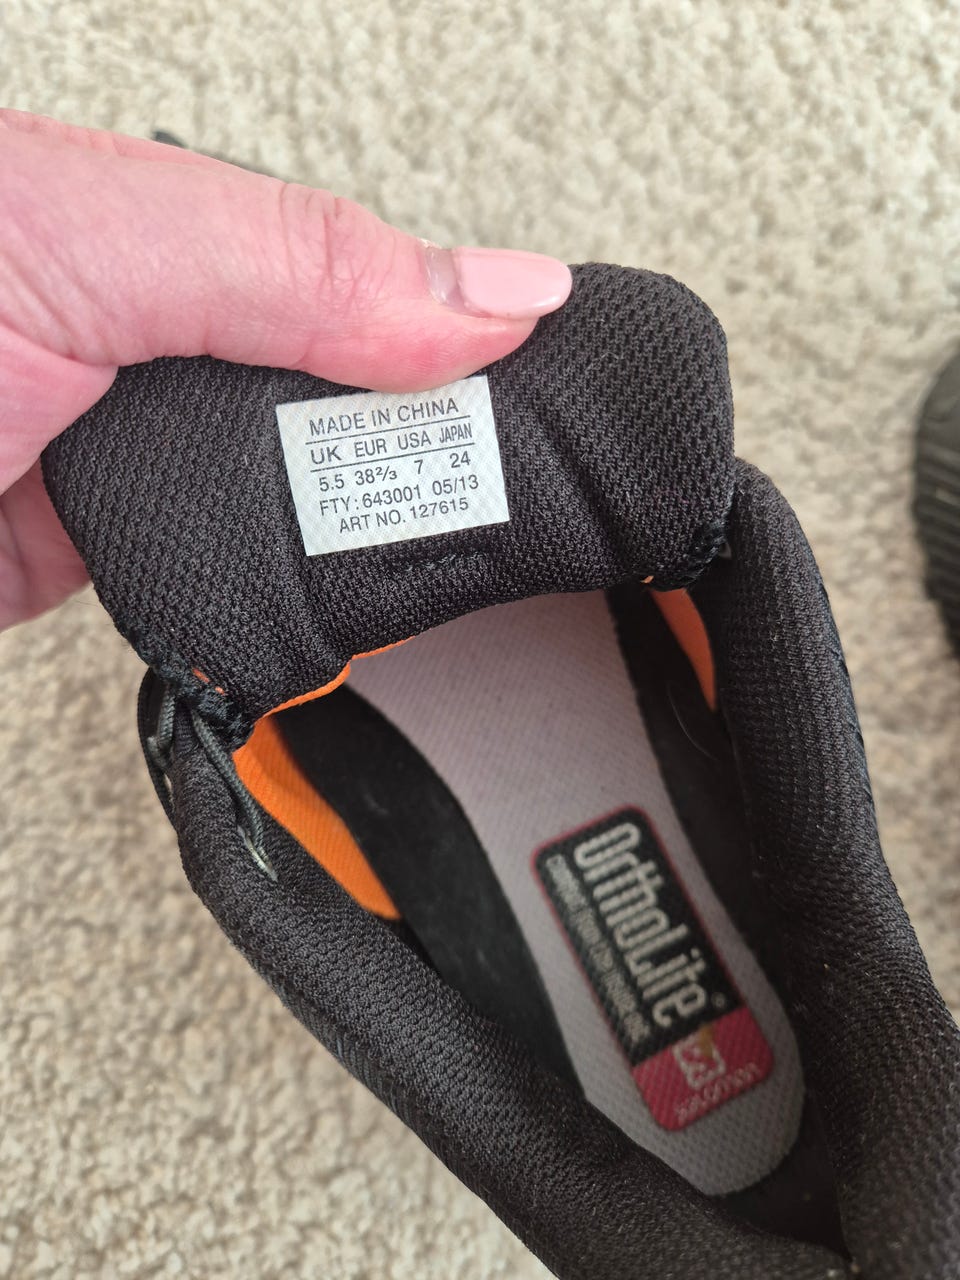 MADE IN CHINA
UK EUR USA JAPAN
5.5 38⅔ 7 24
FTY: 643001 05/13
ART NO. 127615
OrthoLite®